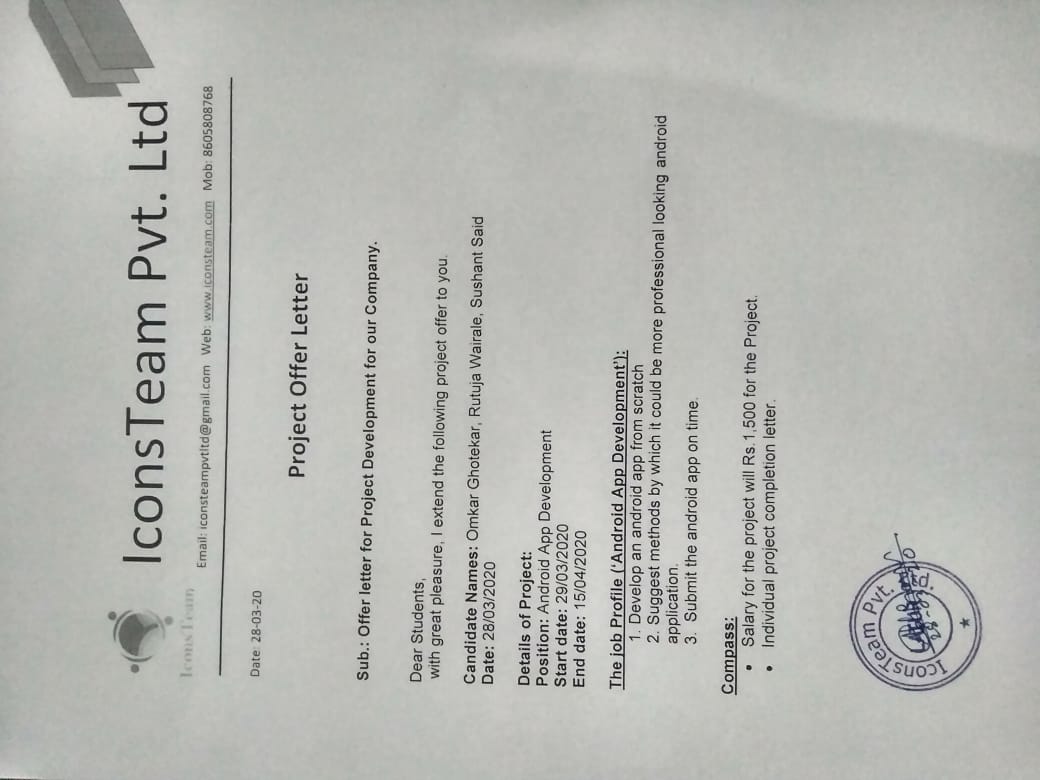 IconsTeam Pvt. Ltd
Icons Team
Email: iconsteampvtltd@gmail.com Web: www.iconsteam.com Mob: 8605808768
Date: 28-03-20
Project Offer Letter
Sub.: Offer letter for Project Development for our Company.
Dear Students,
with great pleasure, I extend the following project offer to you.
Candidate Names: Omkar Ghotekar, Rutuja Wairale, Sushant Said
Date: 28/03/2020
Details of Project:
Position: Android App Development
Start date: 29/03/2020
End date: 15/04/2020
The job Profile ('Android App Development'):
1. Develop an android app from scratch
2. Suggest methods by which it could be more professional looking android
application.
3. Submit the android app on time.
Compass:
• Salary for the project will Rs.1,500 for the Project.
• Individual project completion letter.
IconsTeam Pvt. Ltd